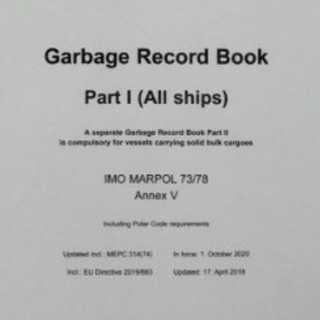 Garbage Record Book
Part I (All ships)
A separate Garbage Record Book Part II
is compulsory for vessels carrying solid bulk cargoes
IMO MARPOL 73/78
Annex V
Including Polar Code requirements
Updated incl.: MEPC.314(74) In force: 1. October 2020
Incl.: EU Directive 2019/883 Updated: 17. April 2019